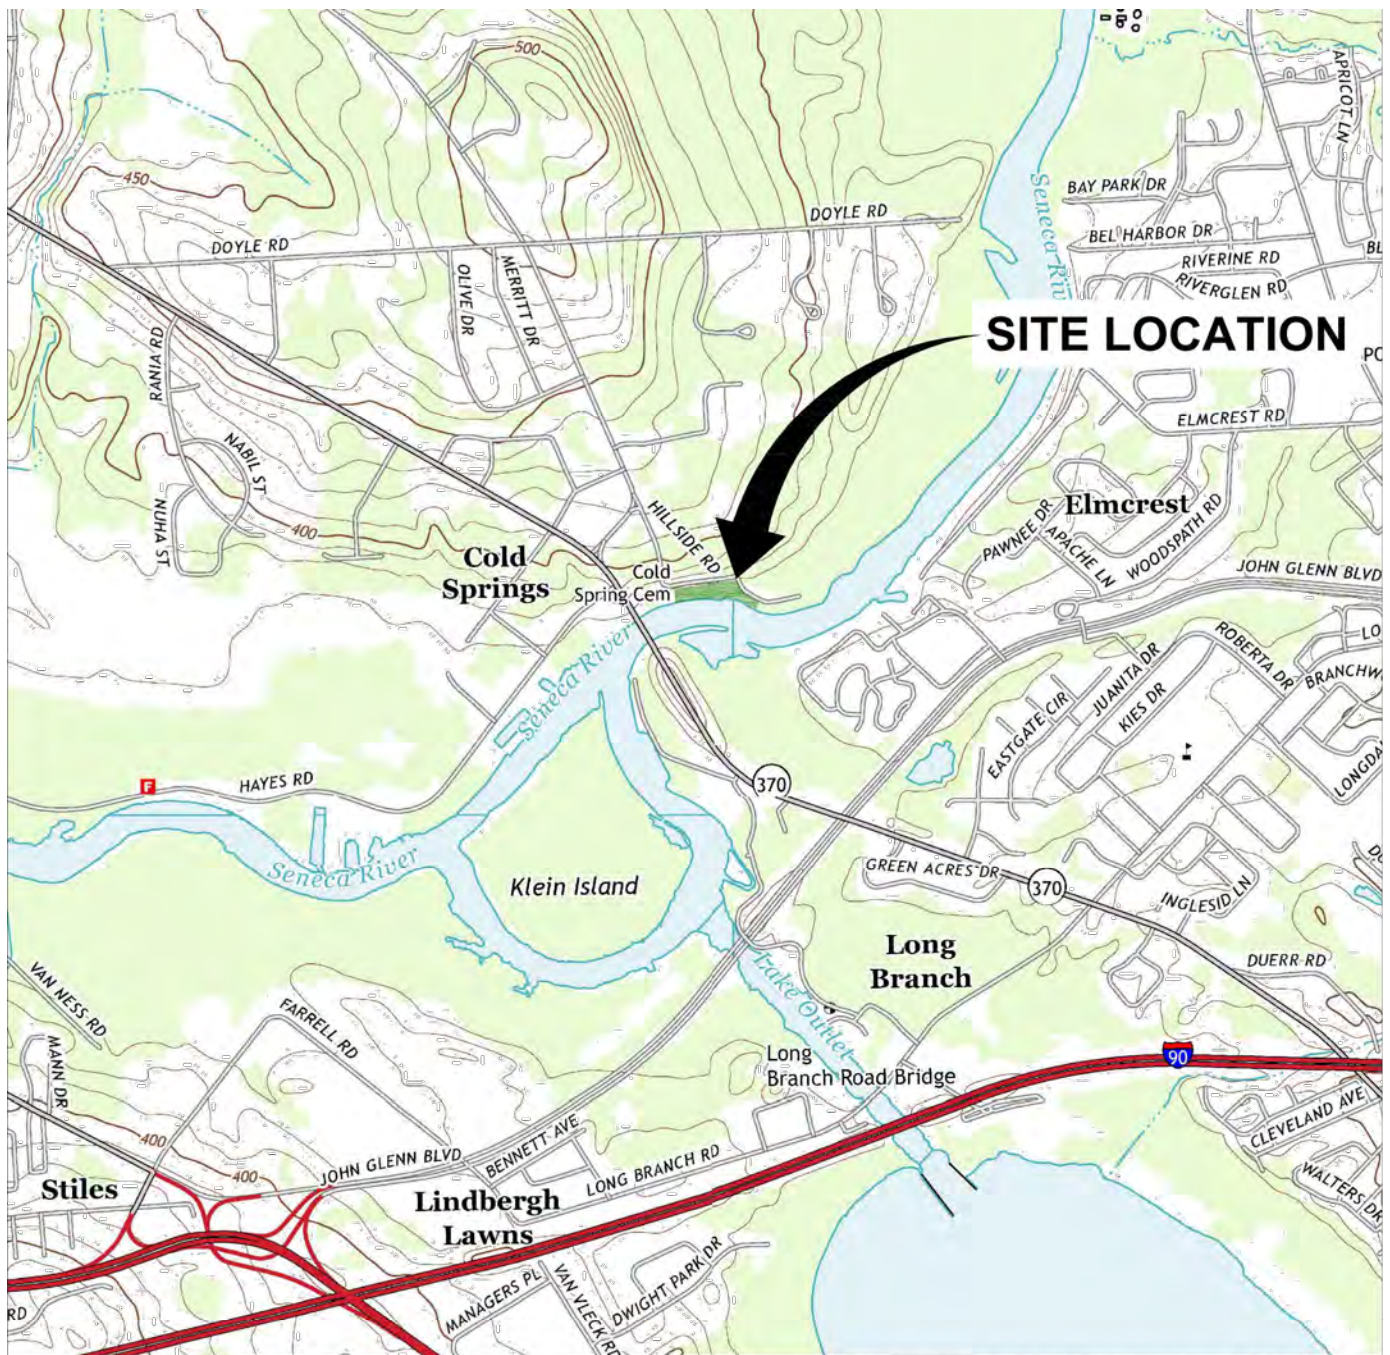 500
APRICOT LN
450
Seneca River
BAY PARK DR
DOYLE RD
DOYLE RD
BEL HARBOR DR
OLIVE DR
MERRITT DR
RIVERINE RD
RIVERGLEN RD
SITE LOCATION
RANIA RD
ELMCREST RD
NABIL ST
NUHA ST
400
HILLSIDE RD
Elmcrest
PAWNEE DR
APACHE LN
WOODSPATH RD
Cold
Springs
Cold
Spring Cem
JOHN GLENN BLVD
Seneca River
ROBERTA DR
JUANITA DR
KIES DR
EASTGATE CIR
F
HAYES RD
370
Seneca River
Klein Island
GREEN ACRES DR
370
INGLESID LN
Long
Branch
DUERR RD
VAN NESS RD
FARRELL RD
Lake Outlet
MANN DR
Long
Branch Road Bridge
90
CLEVELAND AVE
400
400
JOHN GLENN BLVD
BENNETT AVE
LONG BRANCH RD
Stiles
Lindbergh
Lawns
WALTERS DR
DWIGHT PARK DR
MANAGERS PL
VAN VLECK RD
RD